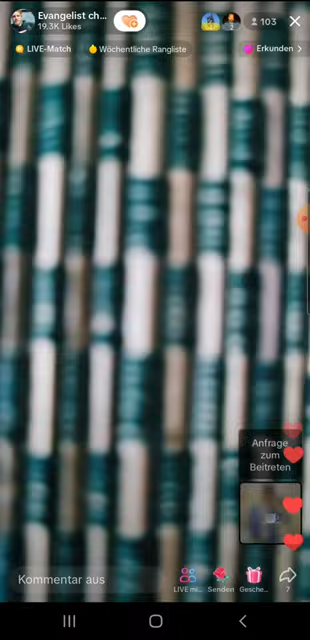 Evangelist ch...
19.3K Likes
103
LIVE-Match
Wöchentliche Rangliste
Erkunden
Anfrage
zum
Beitreten
Kommentar aus
LIVE mi...
Senden
Gesche...
7